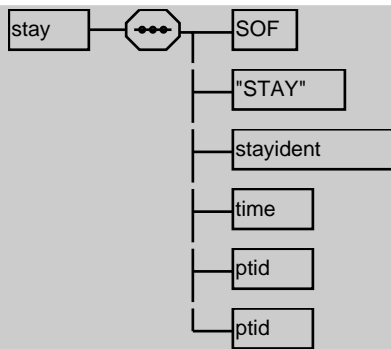 stay SOF
"STAY"
stayident
time
ptid
ptid